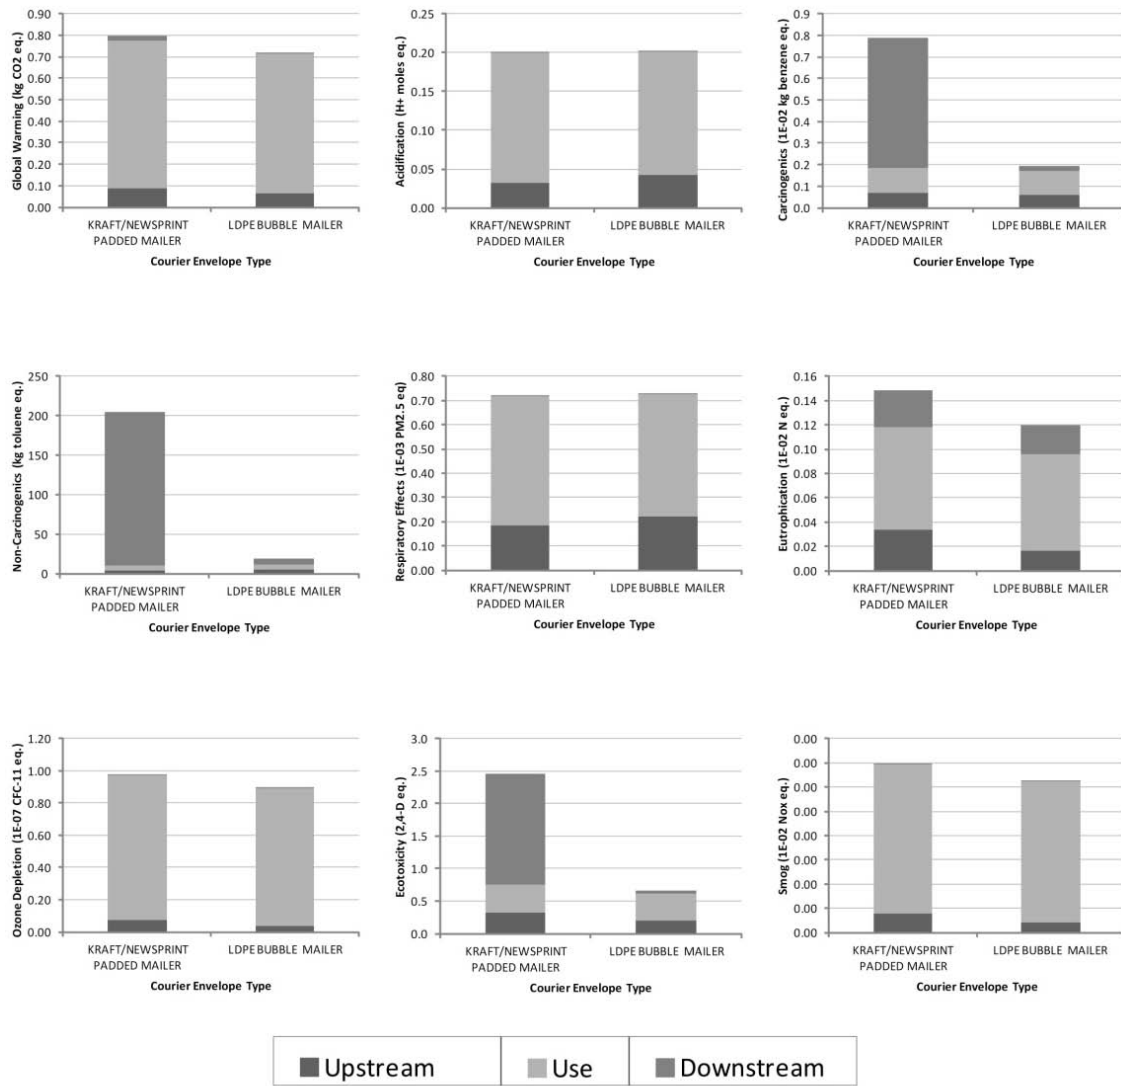 Global Warming (kg CO2 eq.)
0.90
0.80
0.70
0.60
0.50
0.40
0.30
0.20
0.10
0.00
KRAFT/NEWSPRINT
PADDED MAILER
LDPE BUBBLE MAILER
Courier Envelope Type
Acidification (H+ moles eq.)
0.25
0.20
0.15
0.10
0.05
0.00
KRAFT/NEWSPRINT
PADDED MAILER
LDPE BUBBLE MAILER
Courier Envelope Type
Carcinogenics (1E-02 kg benzene eq.)
0.9
0.8
0.7
0.6
0.5
0.4
0.3
0.2
0.1
0.0
KRAFT/NEWSPRINT
PADDED MAILER
LDPE BUBBLE MAILER
Courier Envelope Type
Non-Carcinogenics (kg toluene eq.)
250
200
150
100
50
0
KRAFT/NEWSPRINT
PADDED MAILER
LDPE BUBBLE MAILER
Courier Envelope Type
Respiratory Effects (1E-03 PM2.5 eq)
0.80
0.70
0.60
0.50
0.40
0.30
0.20
0.10
0.00
KRAFT/NEWSPRINT
PADDED MAILER
LDPE BUBBLE MAILER
Courier Envelope Type
Eutrophication (1E-02 N eq.)
0.16
0.14
0.12
0.10
0.08
0.06
0.04
0.02
0.00
KRAFT/NEWSPRINT
PADDED MAILER
LDPE BUBBLE MAILER
Courier Envelope Type
Ozone Depletion (1E-07 CFC-11 eq.)
1.20
1.00
0.80
0.60
0.40
0.20
0.00
KRAFT/NEWSPRINT
PADDED MAILER
LDPE BUBBLE MAILER
Courier Envelope Type
Ecotoxicity (2,4-D eq.)
3.0
2.5
2.0
1.5
1.0
0.5
0.0
KRAFT/NEWSPRINT
PADDED MAILER
LDPE BUBBLE MAILER
Courier Envelope Type
Smog (1E-02 Nox eq.)
0.00
0.00
0.00
0.00
0.00
0.00
0.00
0.00
0.00
KRAFT/NEWSPRINT
PADDED MAILER
LDPE BUBBLE MAILER
Courier Envelope Type
Upstream
Use
Downstream